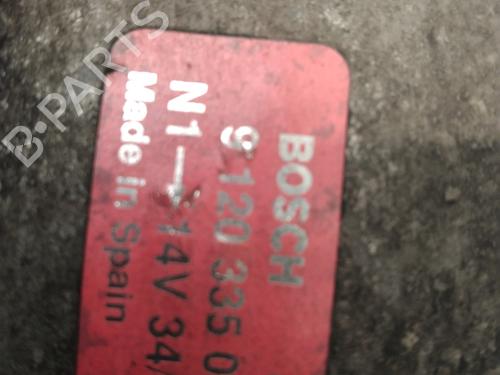 BOSCH
9 120 335 0
N1 14V 34/
Made in Spain
B-PARTS